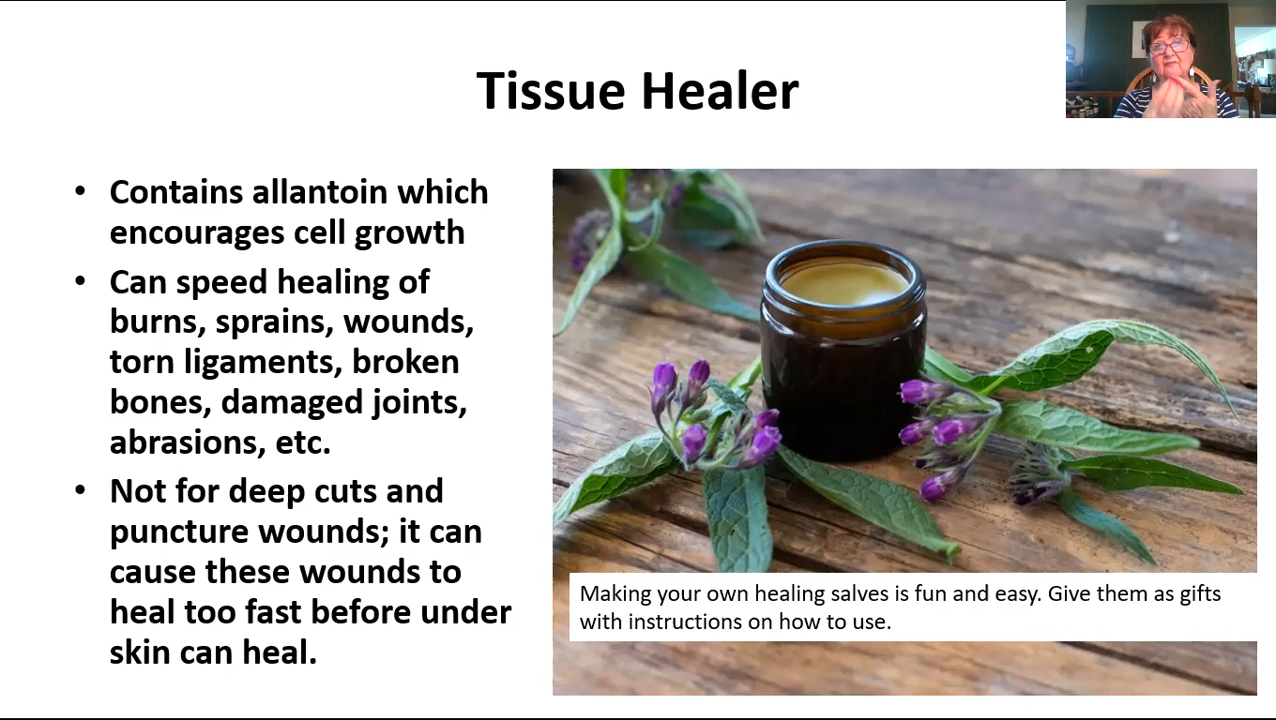 Tissue Healer
• Contains allantoin which
encourages cell growth
• Can speed healing of
burns, sprains, wounds,
torn ligaments, broken
bones, damaged joints,
abrasions, etc.
• Not for deep cuts and
puncture wounds; it can
cause these wounds to
heal too fast before under
skin can heal.
Making your own healing salves is fun and easy. Give them as gifts
with instructions on how to use.